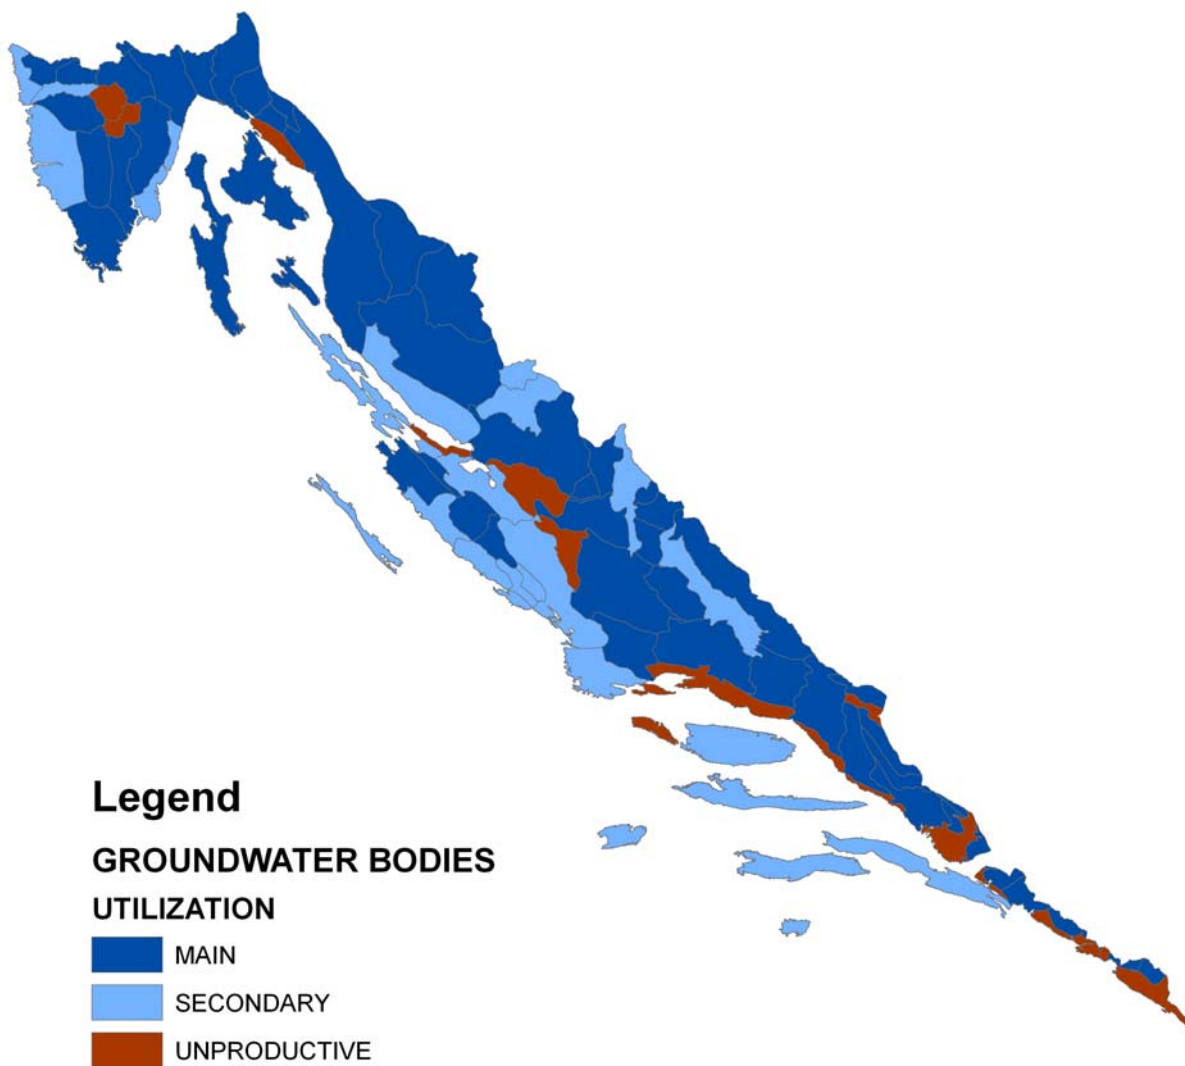 Legend
GROUNDWATER BODIES
UTILIZATION
MAIN
SECONDARY
UNPRODUCTIVE